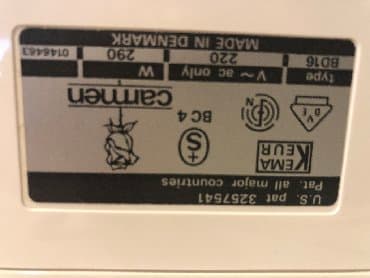 U.S. pat 3257541
Pat. all major countries
KEMA
KEUR
S
+
VDE
N
BC 4
carmen
type V~ ac only W
BD16 220 290 0146463
MADE IN DENMARK